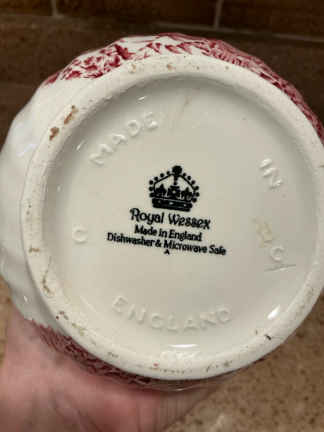 MADE
IN
Royal Wessex
Made in England
Dishwasher & Microwave Safe
A
C
ENGLAND